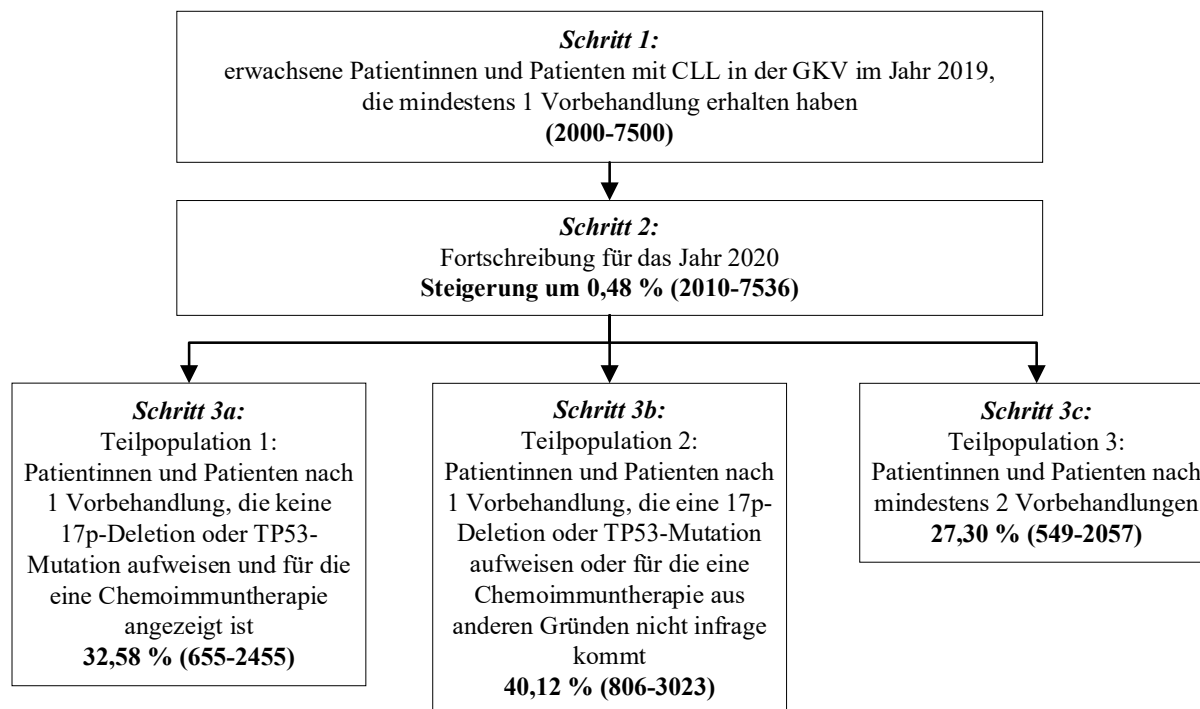 Schritt 1:
erwachsene Patientinnen und Patienten mit CLL in der GKV im Jahr 2019,
die mindestens 1 Vorbehandlung erhalten haben
(2000-7500)
Schritt 2:
Fortschreibung für das Jahr 2020
Steigerung um 0,48 % (2010-7536)
Schritt 3a:
Teilpopulation 1:
Patientinnen und Patienten nach
1 Vorbehandlung, die keine
17p-Deletion oder TP53-
Mutation aufweisen und für die
eine Chemoimmuntherapie
angezeigt ist
32,58 % (655-2455)
Schritt 3b:
Teilpopulation 2:
Patientinnen und Patienten nach
1 Vorbehandlung, die eine 17p-
Deletion oder TP53-Mutation
aufweisen oder für die eine
Chemoimmuntherapie aus
anderen Gründen nicht infrage
kommt
40,12 % (806-3023)
Schritt 3c:
Teilpopulation 3:
Patientinnen und Patienten nach
mindestens 2 Vorbehandlungen
27,30 % (549-2057)